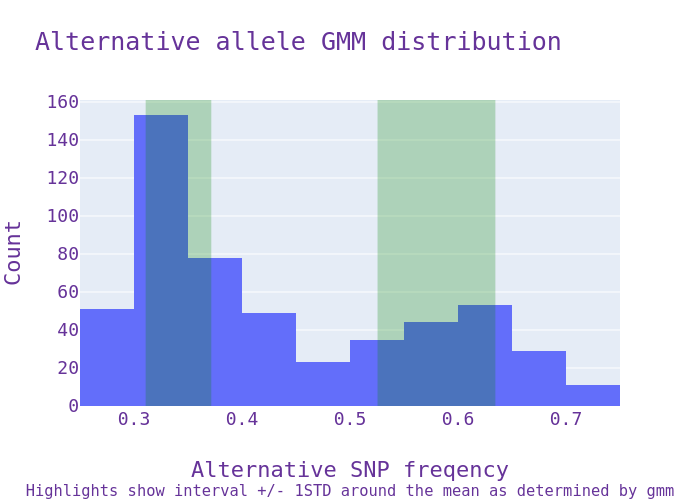 Alternative allele GMM distribution
160
140
120
100
80
60
40
20
0
Count
0.3 0.4 0.5 0.6 0.7
Alternative SNP freqency
Highlights show interval +/- 1STD around the mean as determined by gmm